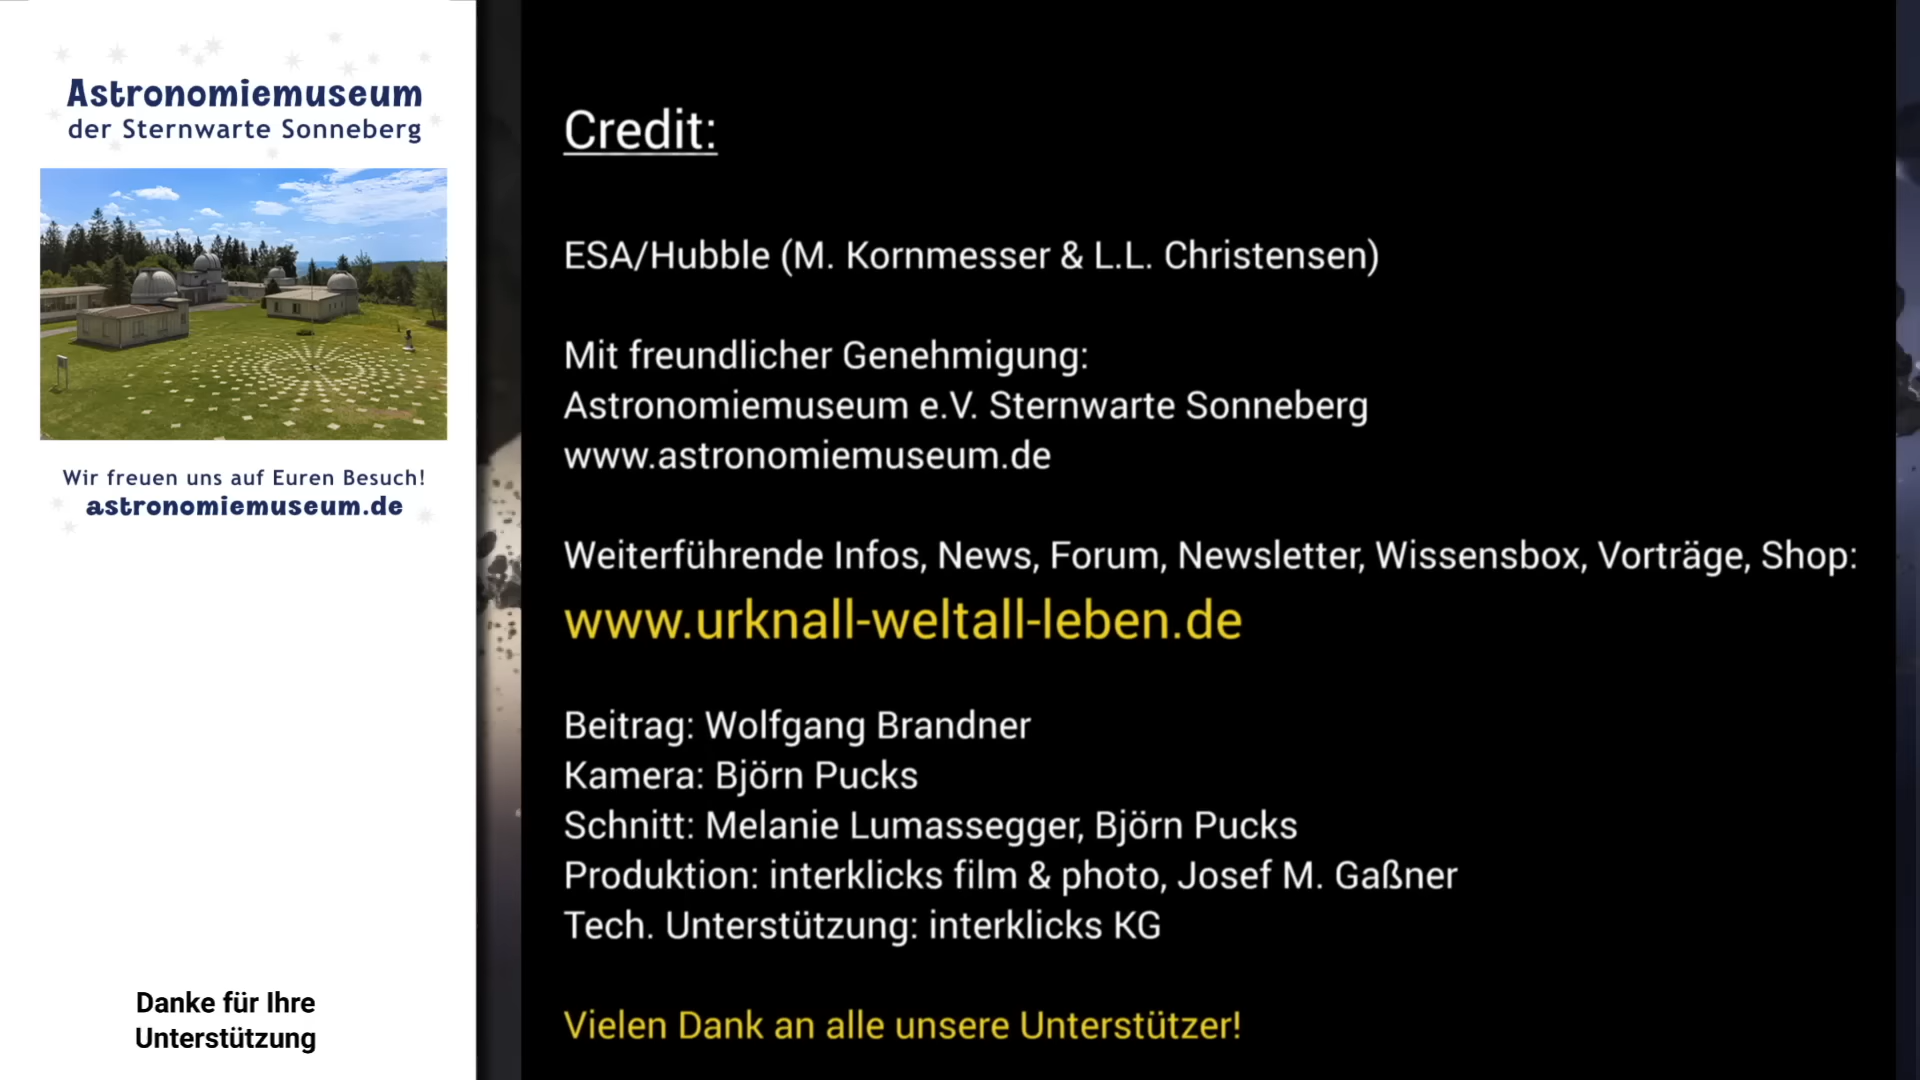 Astronomiemuseum
der Sternwarte Sonneberg
Wir freuen uns auf Euren Besuch!
astronomiemuseum.de
Danke für Ihre
Unterstützung
Credit:
ESA/Hubble (M. Kornmesser & L.L. Christensen)
Mit freundlicher Genehmigung:
Astronomiemuseum e.V. Sternwarte Sonneberg
www.astronomiemuseum.de
Weiterführende Infos, News, Forum, Newsletter, Wissensbox, Vorträge, Shop:
www.urknall-weltall-leben.de
Beitrag: Wolfgang Brandner
Kamera: Björn Pucks
Schnitt: Melanie Lumassegger, Björn Pucks
Produktion: interklicks film & photo, Josef M. Gaßner
Tech. Unterstützung: interklicks KG
Vielen Dank an alle unsere Unterstützer!